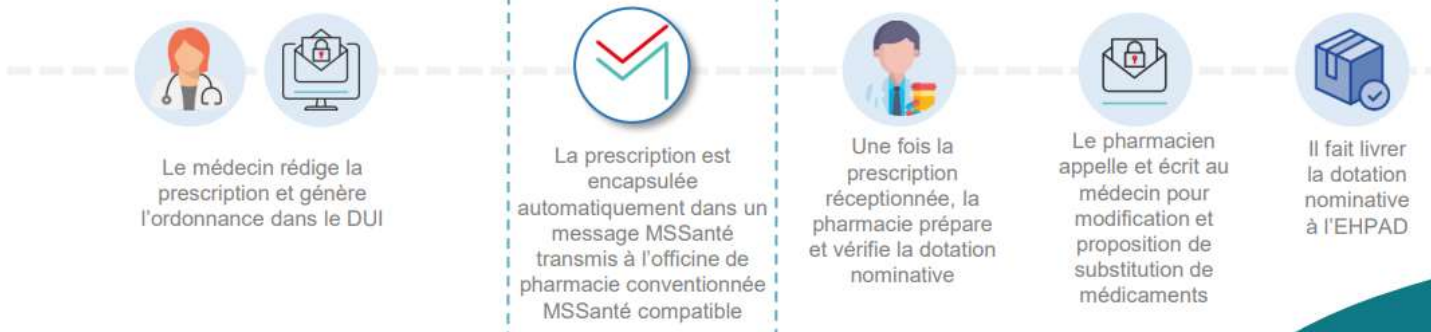 Le médecin rédige la
prescription et génère
l'ordonnance dans le DUI
La prescription est
encapsulée
automatiquement dans un
message MSSanté
transmis à l'officine de
pharmacie conventionnée
MSSanté compatible
Une fois la
prescription
réceptionnée, la
pharmacie prépare
et vérifie la dotation
nominative
Le pharmacien
appelle et écrit au
médecin pour
modification et
proposition de
substitution de
médicaments
Il fait livrer
la dotation
nominative
à l'EHPAD